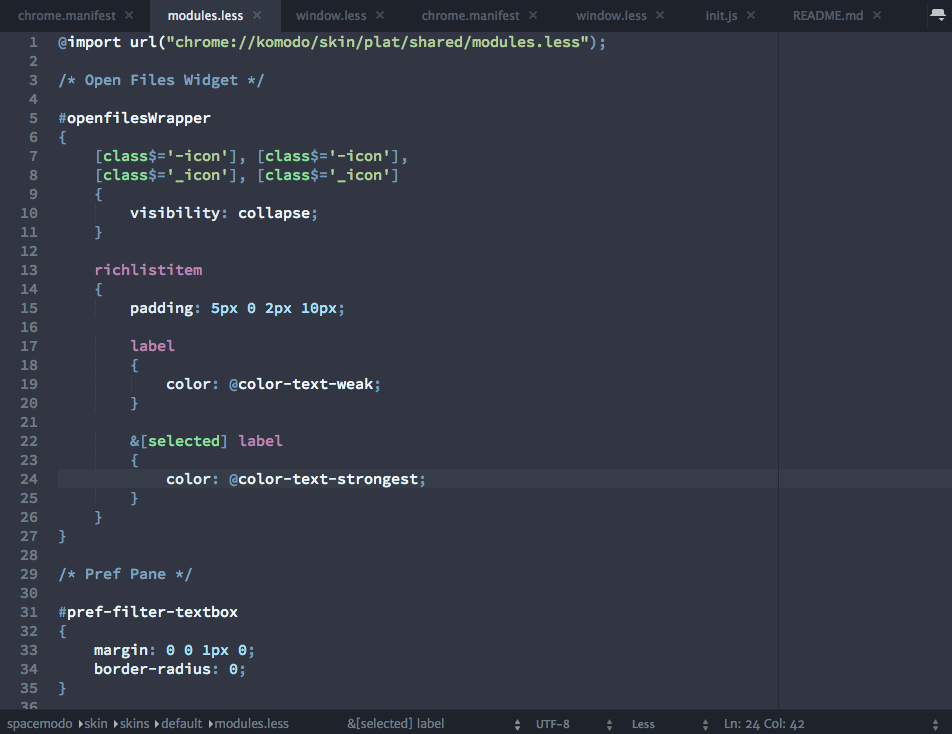 chrome.manifest × modules.less × window.less × chrome.manifest × window.less × init.js × README.md ×
1 @import url("chrome://komodo/skin/plat/shared/modules.less");
2
3 /* Open Files Widget */
4
5 #openfilesWrapper
6 {
7     [class$='-icon'], [class$='-icon'],
8     [class$='_icon'], [class$='_icon']
9     {
10         visibility: collapse;
11     }
12
13     richlistitem
14     {
15         padding: 5px 0 2px 10px;
16
17         label
18         {
19             color: @color-text-weak;
20         }
21
22         &[selected] label
23         {
24             color: @color-text-strongest;
25         }
26     }
27 }
28
29 /* Pref Pane */
30
31 #pref-filter-textbox
32 {
33     margin: 0 0 1px 0;
34     border-radius: 0;
35 }
36
spacemodo skin skins default modules.less &[selected] label UTF-8 Less Ln: 24 Col: 42